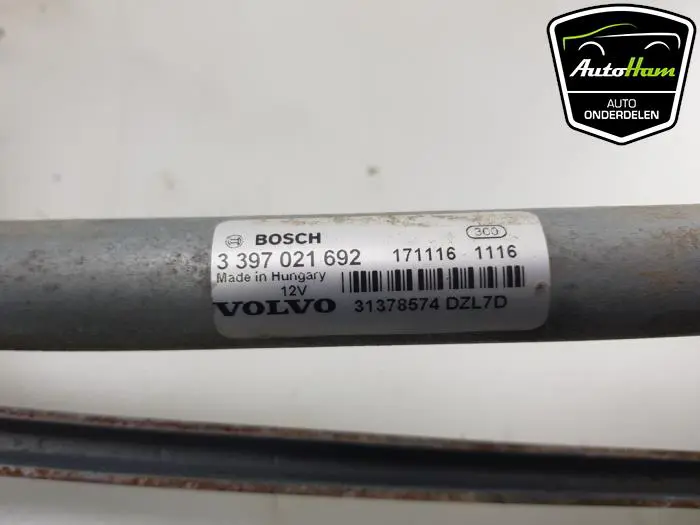 AutoHam
AUTO
ONDERDELEN
BOSCH
300
3 397 021 692 171116 1116
Made in Hungary
12V
VOLVO 31378574 DZL7D